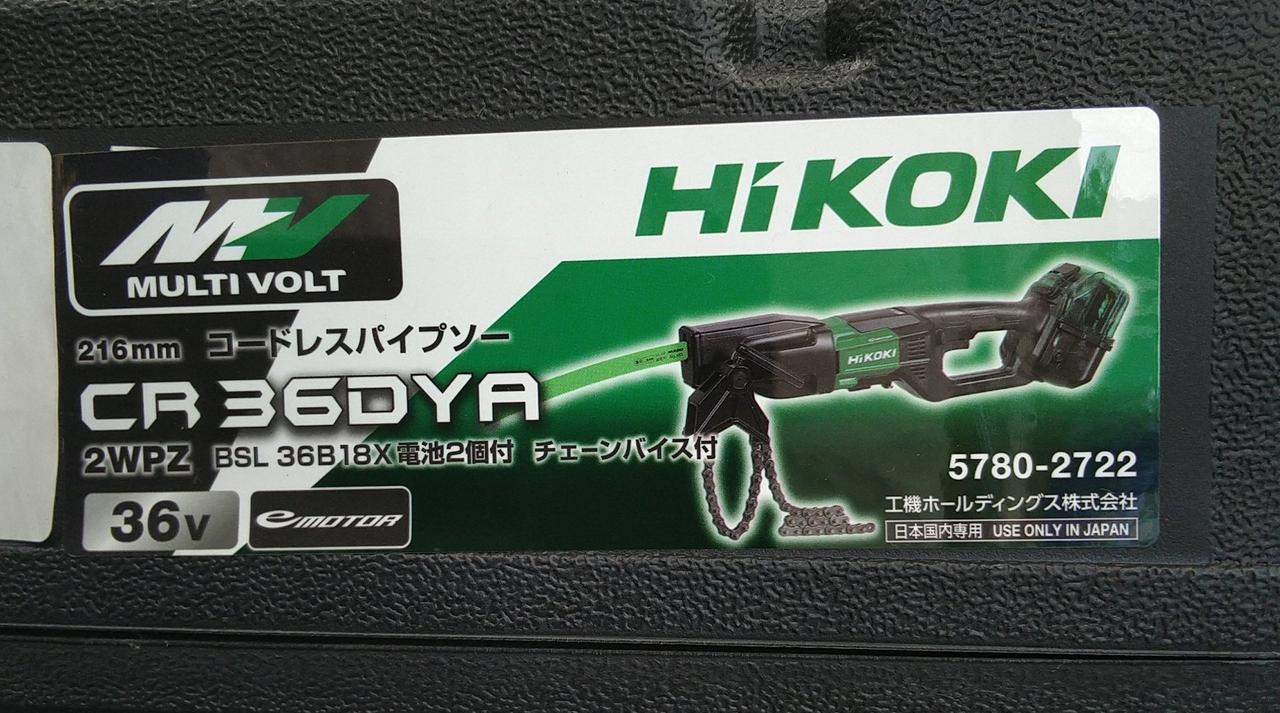 HiKOKI
MV
MULTI VOLT
216mm コードレスパイプソー
CR 36DYA
2WPZ BSL 36B18X 電池2個付 チェーンバイス付
36V
e MOTOR
HiKOKI
5780-2722
工機ホールディングス株式会社
日本国内専用 USE ONLY IN JAPAN